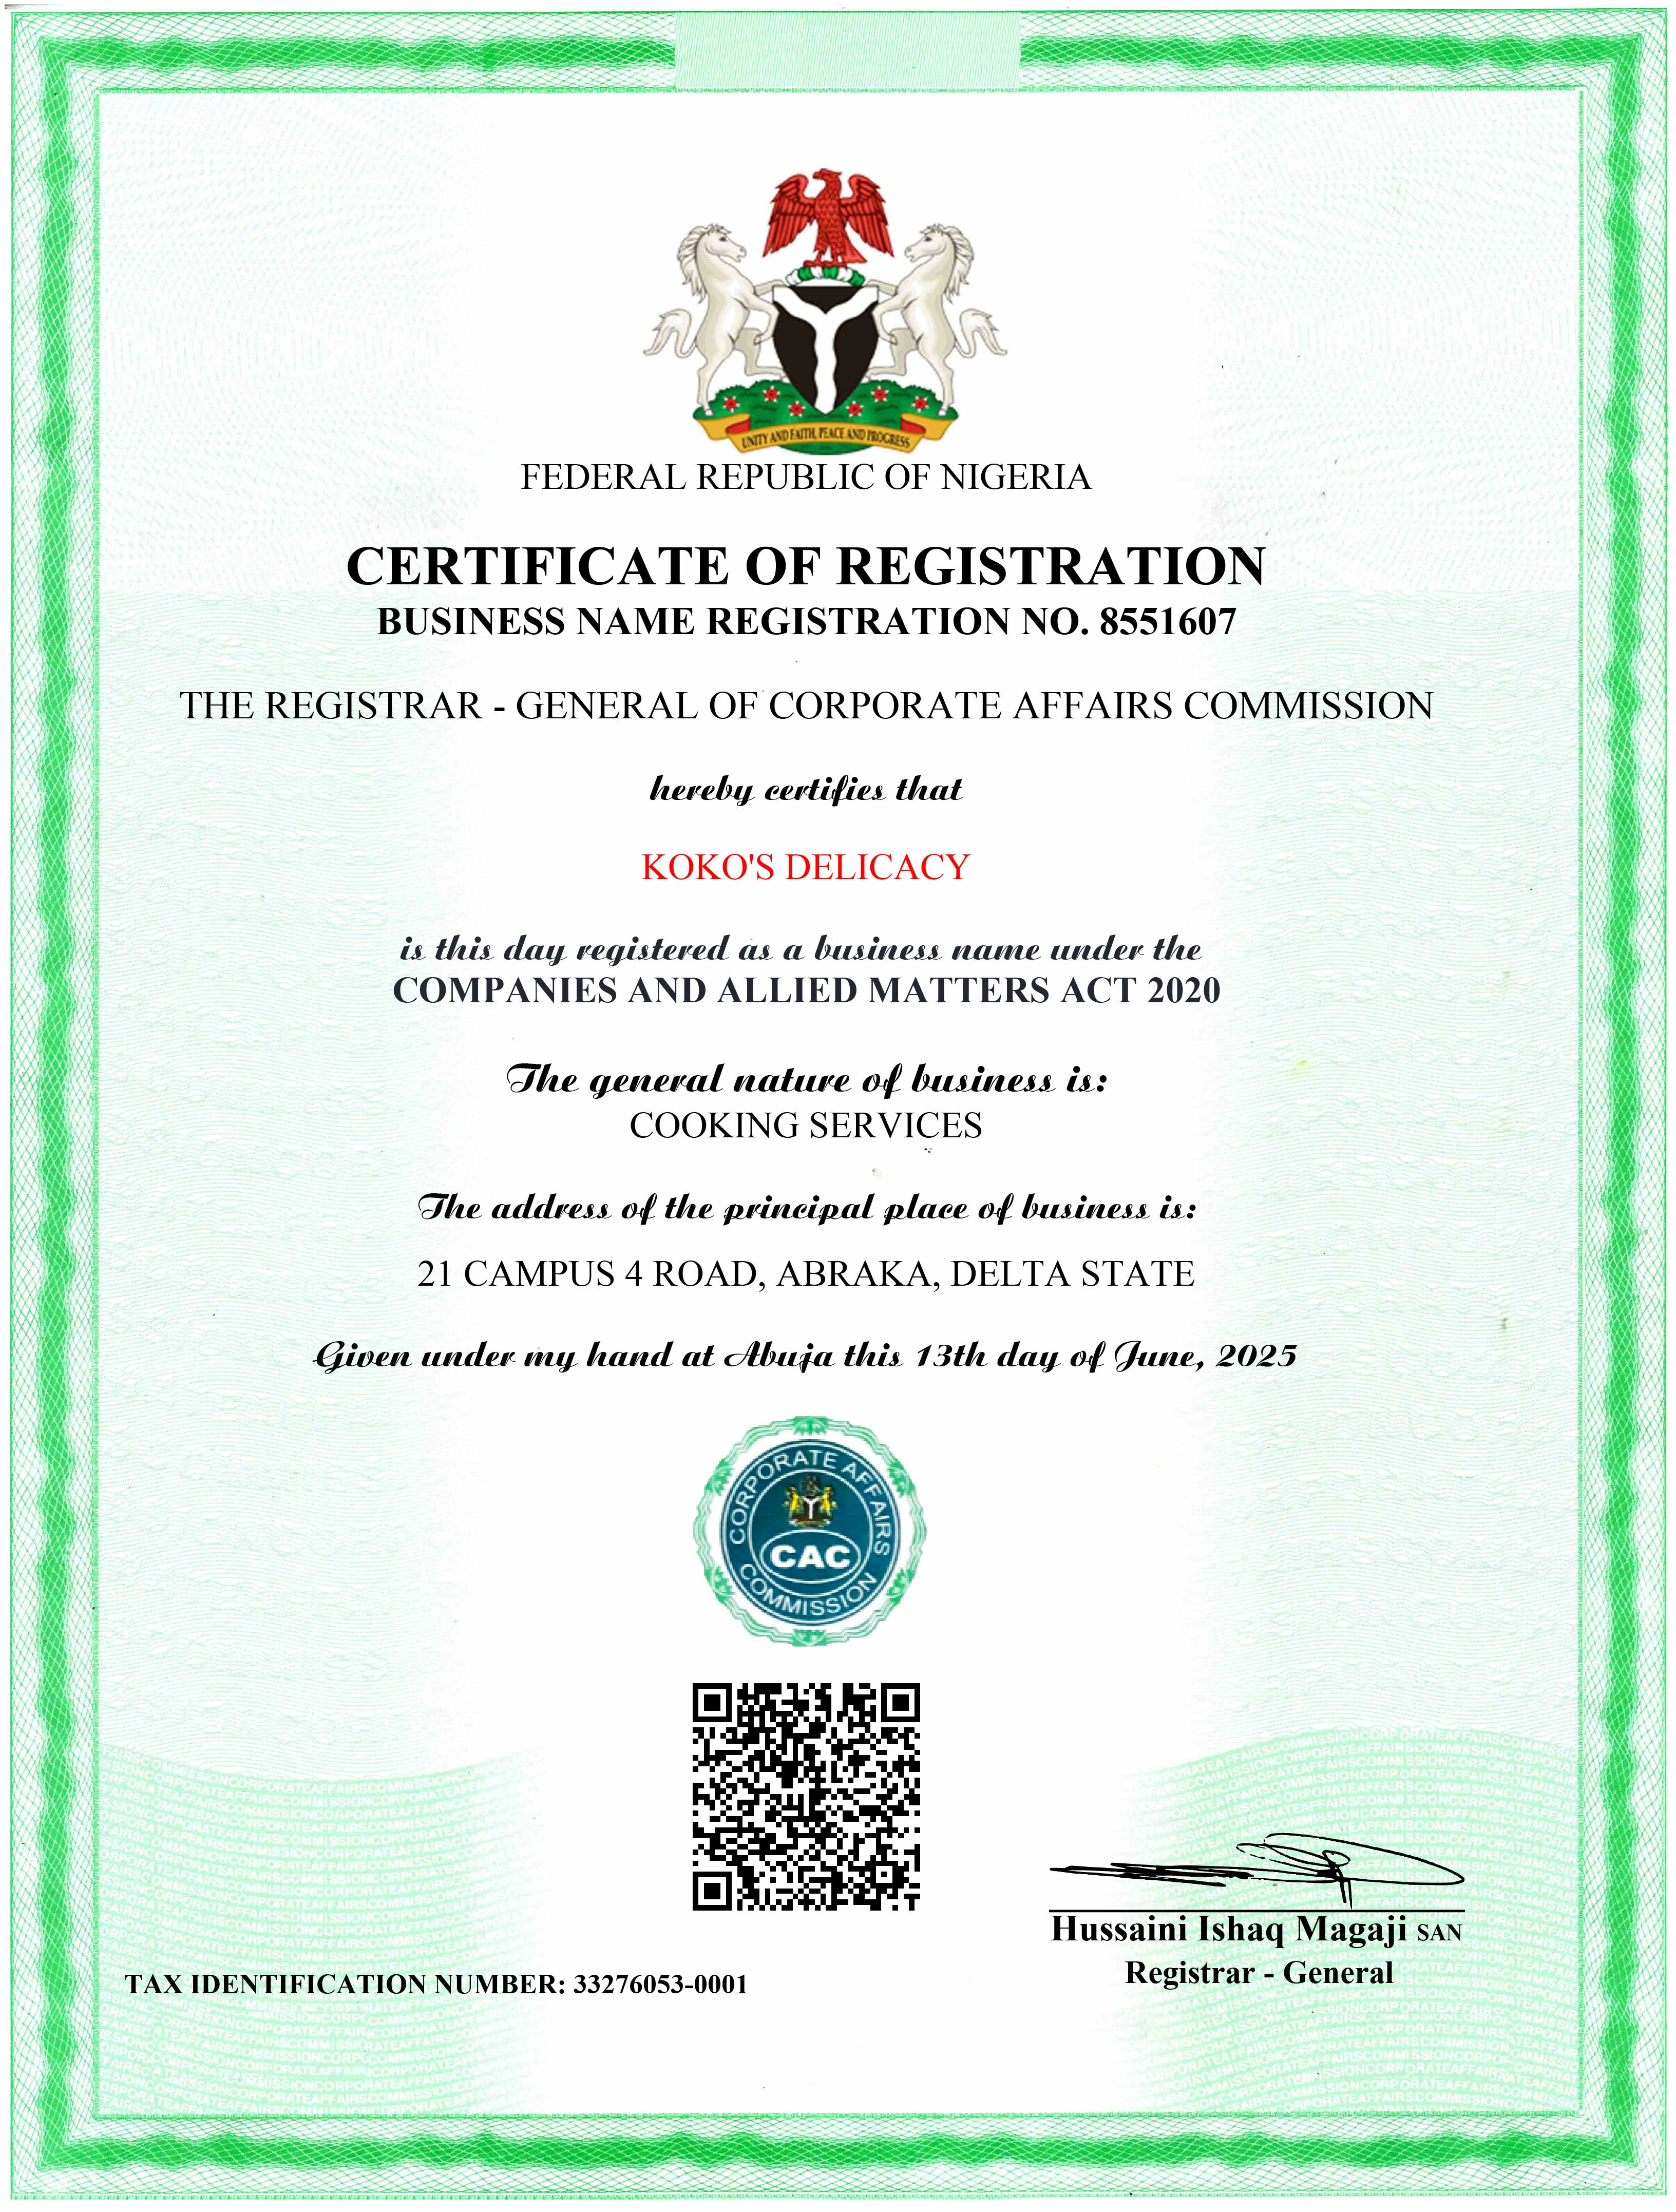 UNITY AND FAITH, PEACE AND PROGRESS
FEDERAL REPUBLIC OF NIGERIA
CERTIFICATE OF REGISTRATION
BUSINESS NAME REGISTRATION NO. 8551607
THE REGISTRAR - GENERAL OF CORPORATE AFFAIRS COMMISSION
hereby certifies that
KOKO'S DELICACY
is this day registered as a business name under the
COMPANIES AND ALLIED MATTERS ACT 2020
The general nature of business is:
COOKING SERVICES
The address of the principal place of business is:
21 CAMPUS 4 ROAD, ABRAKA, DELTA STATE
Given under my hand at Abuja this 13th day of June, 2025
CORPORATE AFFAIRS
CAC
COMMISSION
Hussaini Ishaq Magaji SAN
Registrar - General
TAX IDENTIFICATION NUMBER: 33276053-0001